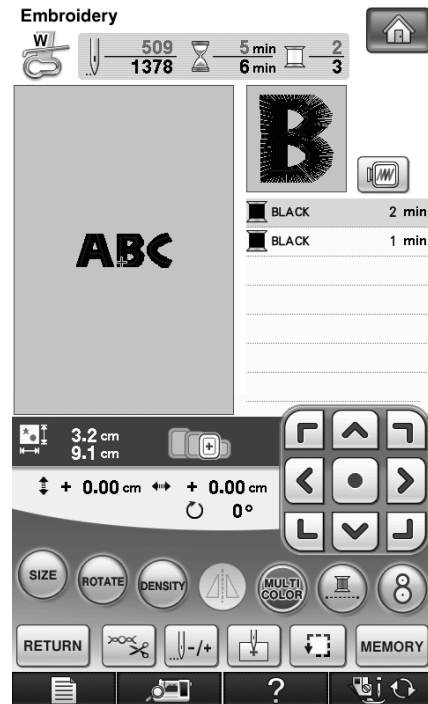 Embroidery
W
509 5 min 2
1378 6 min 3
B
BLACK 2 min
BLACK 1 min
ABC
3.2 cm
9.1 cm
+ 0.00 cm + 0.00 cm
0°
SIZE
ROTATE
DENSITY
MULTI
COLOR
8
RETURN
-/+
MEMORY
?